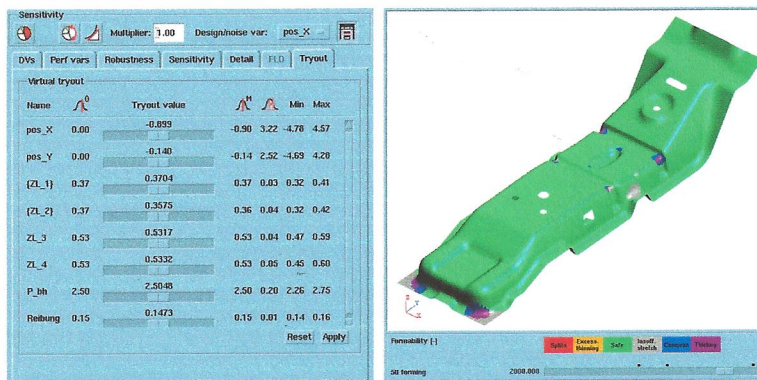 Sensitivity
Multiplier: 1.00 Design/noise var: pos_X
DVs Perf vars Robustness Sensitivity Detail FLD Tryout
Virtual tryout
Name 0 Tryout value M Min Max
pos_X 0.00 -0.899 -0.90 3.22 -4.78 4.57
pos_Y 0.00 -0.140 -0.14 2.52 -4.69 4.20
{ZL_1} 0.37 0.3704 0.37 0.03 0.32 0.41
{ZL_2} 0.37 0.3575 0.36 0.04 0.32 0.42
ZL_3 0.53 0.5317 0.53 0.04 0.47 0.59
ZL_4 0.53 0.5332 0.53 0.05 0.45 0.60
P_bh 2.50 2.5048 2.50 0.20 2.26 2.75
Reibung 0.15 0.1473 0.15 0.01 0.14 0.16
Reset Apply
Formability [-]
Splits Excess. thinning Safe Insuff. stretch Compress Thicking
50 forming 2000.000